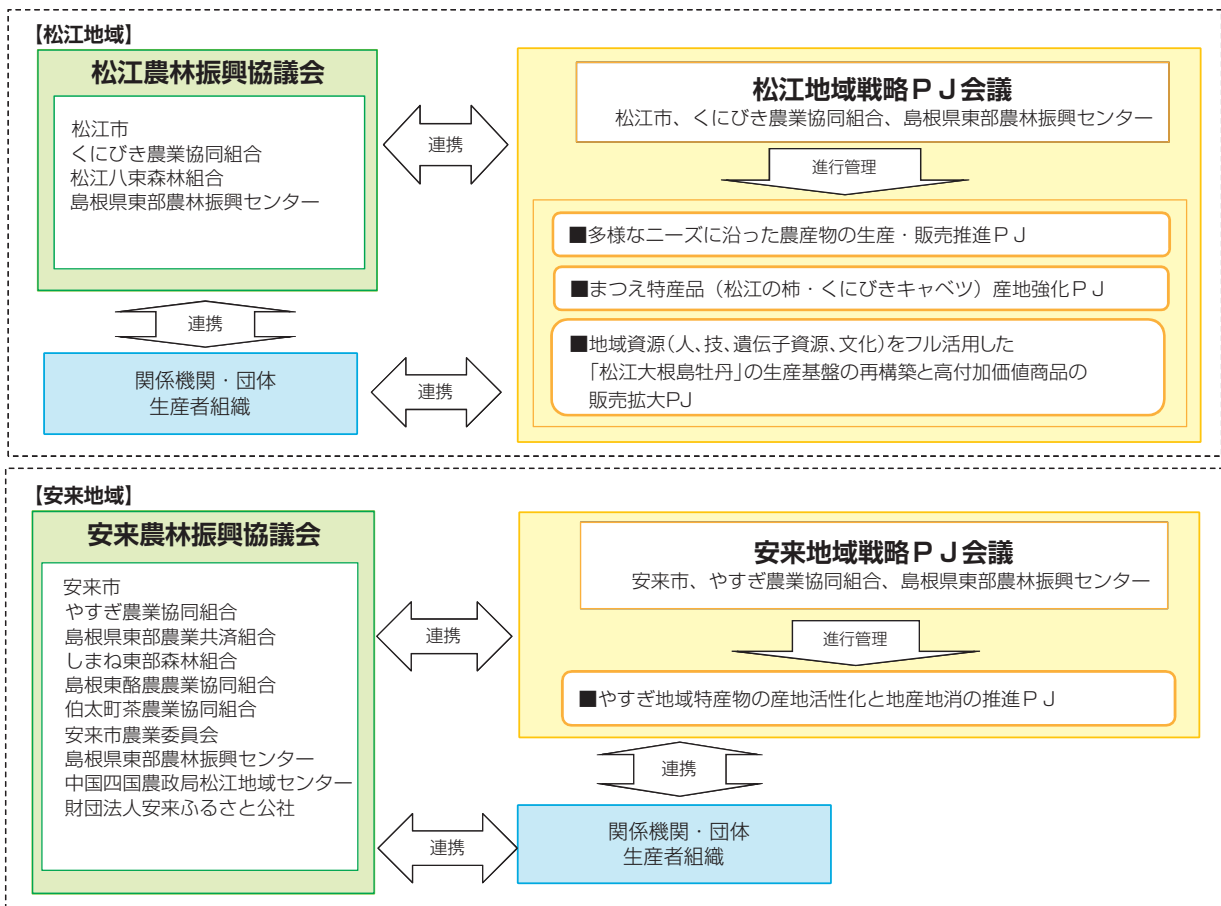 【松江地域】
松江農林振興協議会
松江市
くにびき農業協同組合
松江八束森林組合
島根県東部農林振興センター
連携
松江地域戦略ＰＪ会議
松江市、くにびき農業協同組合、島根県東部農林振興センター
進行管理
■多様なニーズに沿った農産物の生産・販売推進ＰＪ
■まつえ特産品（松江の柿・くにびきキャベツ）産地強化ＰＪ
■地域資源(人、技、遺伝子資源、文化)をフル活用した
「松江大根島牡丹」の生産基盤の再構築と高付加価値商品の
販売拡大PJ
連携
関係機関・団体
生産者組織
連携
【安来地域】
安来農林振興協議会
安来市
やすぎ農業協同組合
島根県東部農業共済組合
しまね東部森林組合
島根東酪農農業協同組合
伯太町茶農業協同組合
安来市農業委員会
島根県東部農林振興センター
中国四国農政局松江地域センター
財団法人安来ふるさと公社
連携
安来地域戦略ＰＪ会議
安来市、やすぎ農業協同組合、島根県東部農林振興センター
進行管理
■やすぎ地域特産物の産地活性化と地産地消の推進ＰＪ
連携
連携
関係機関・団体
生産者組織